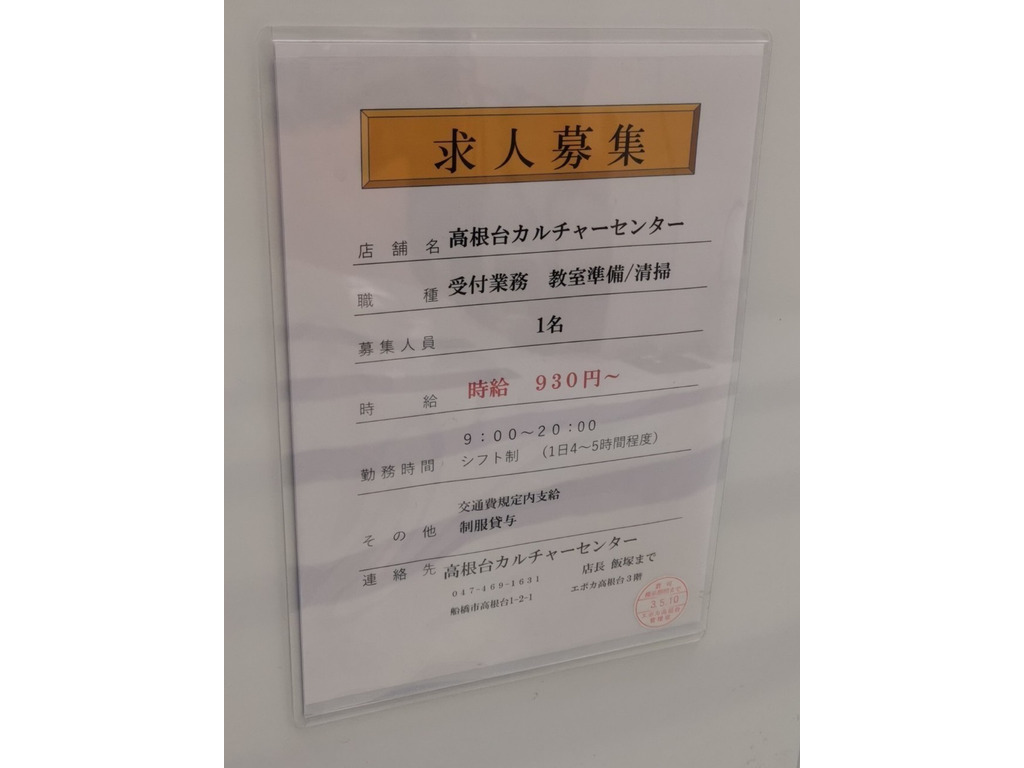 求人募集
店舗名 高根台カルチャーセンター
職種 受付業務 教室準備/清掃
募集人員 1名
時給 時給 930円～
9：00～20：00
勤務時間 シフト制 （1日4～5時間程度）
交通費規定内支給
その他 制服貸与
連絡先 高根台カルチャーセンター 店長 飯塚まで
047-469-1631 エポカ高根台３階
船橋市高根台1-2-1
3.5.10